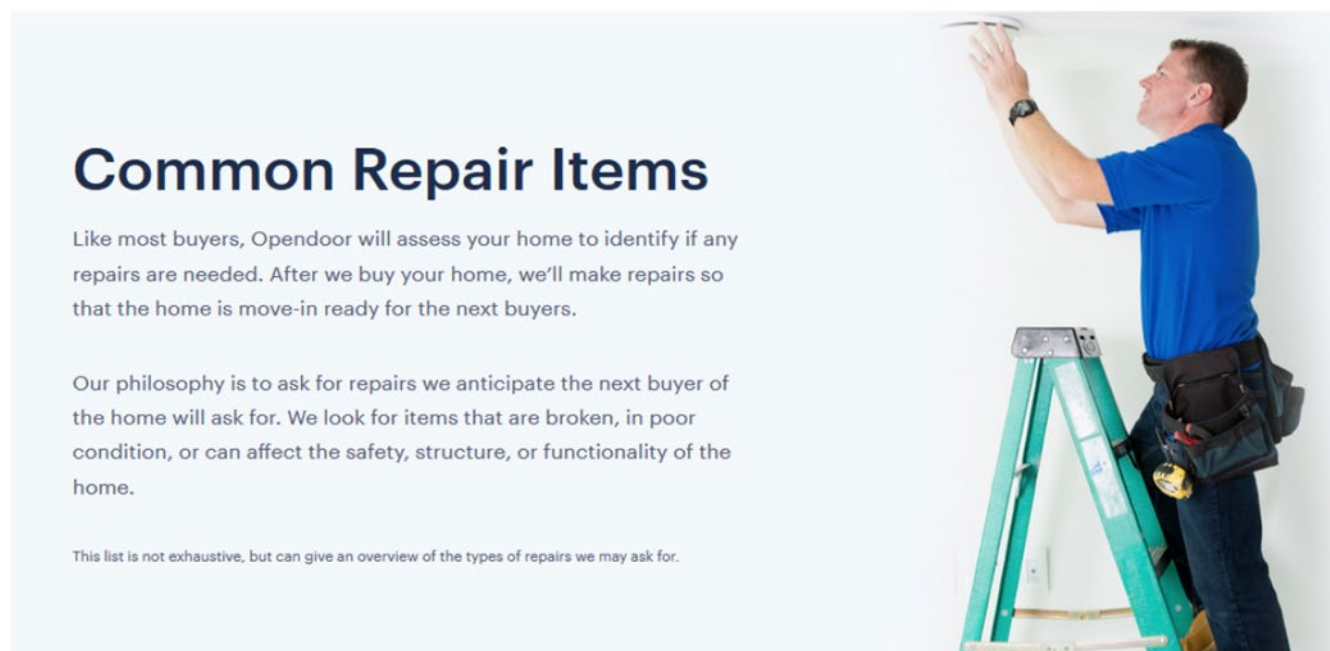 Common Repair Items
Like most buyers, Opendoor will assess your home to identify if any
repairs are needed. After we buy your home, we’ll make repairs so
that the home is move-in ready for the next buyers.
Our philosophy is to ask for repairs we anticipate the next buyer of
the home will ask for. We look for items that are broken, in poor
condition, or can affect the safety, structure, or functionality of the
home.
This list is not exhaustive, but can give an overview of the types of repairs we may ask for.